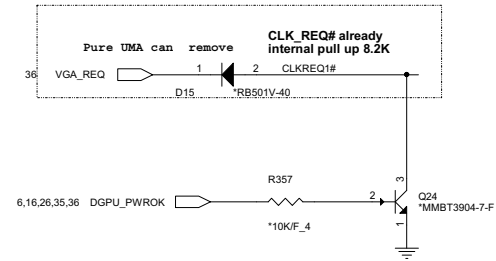 CLK_REQ# already
internal pull up 8.2K
Pure UMA can remove
36 VGA_REQ 1 2 CLKREQ1#
D15 *RB501V-40
R357
3
2 Q24
*MMBT3904-7-F
6,16,26,35,36 DGPU_PWROK
*10K/F_4
1